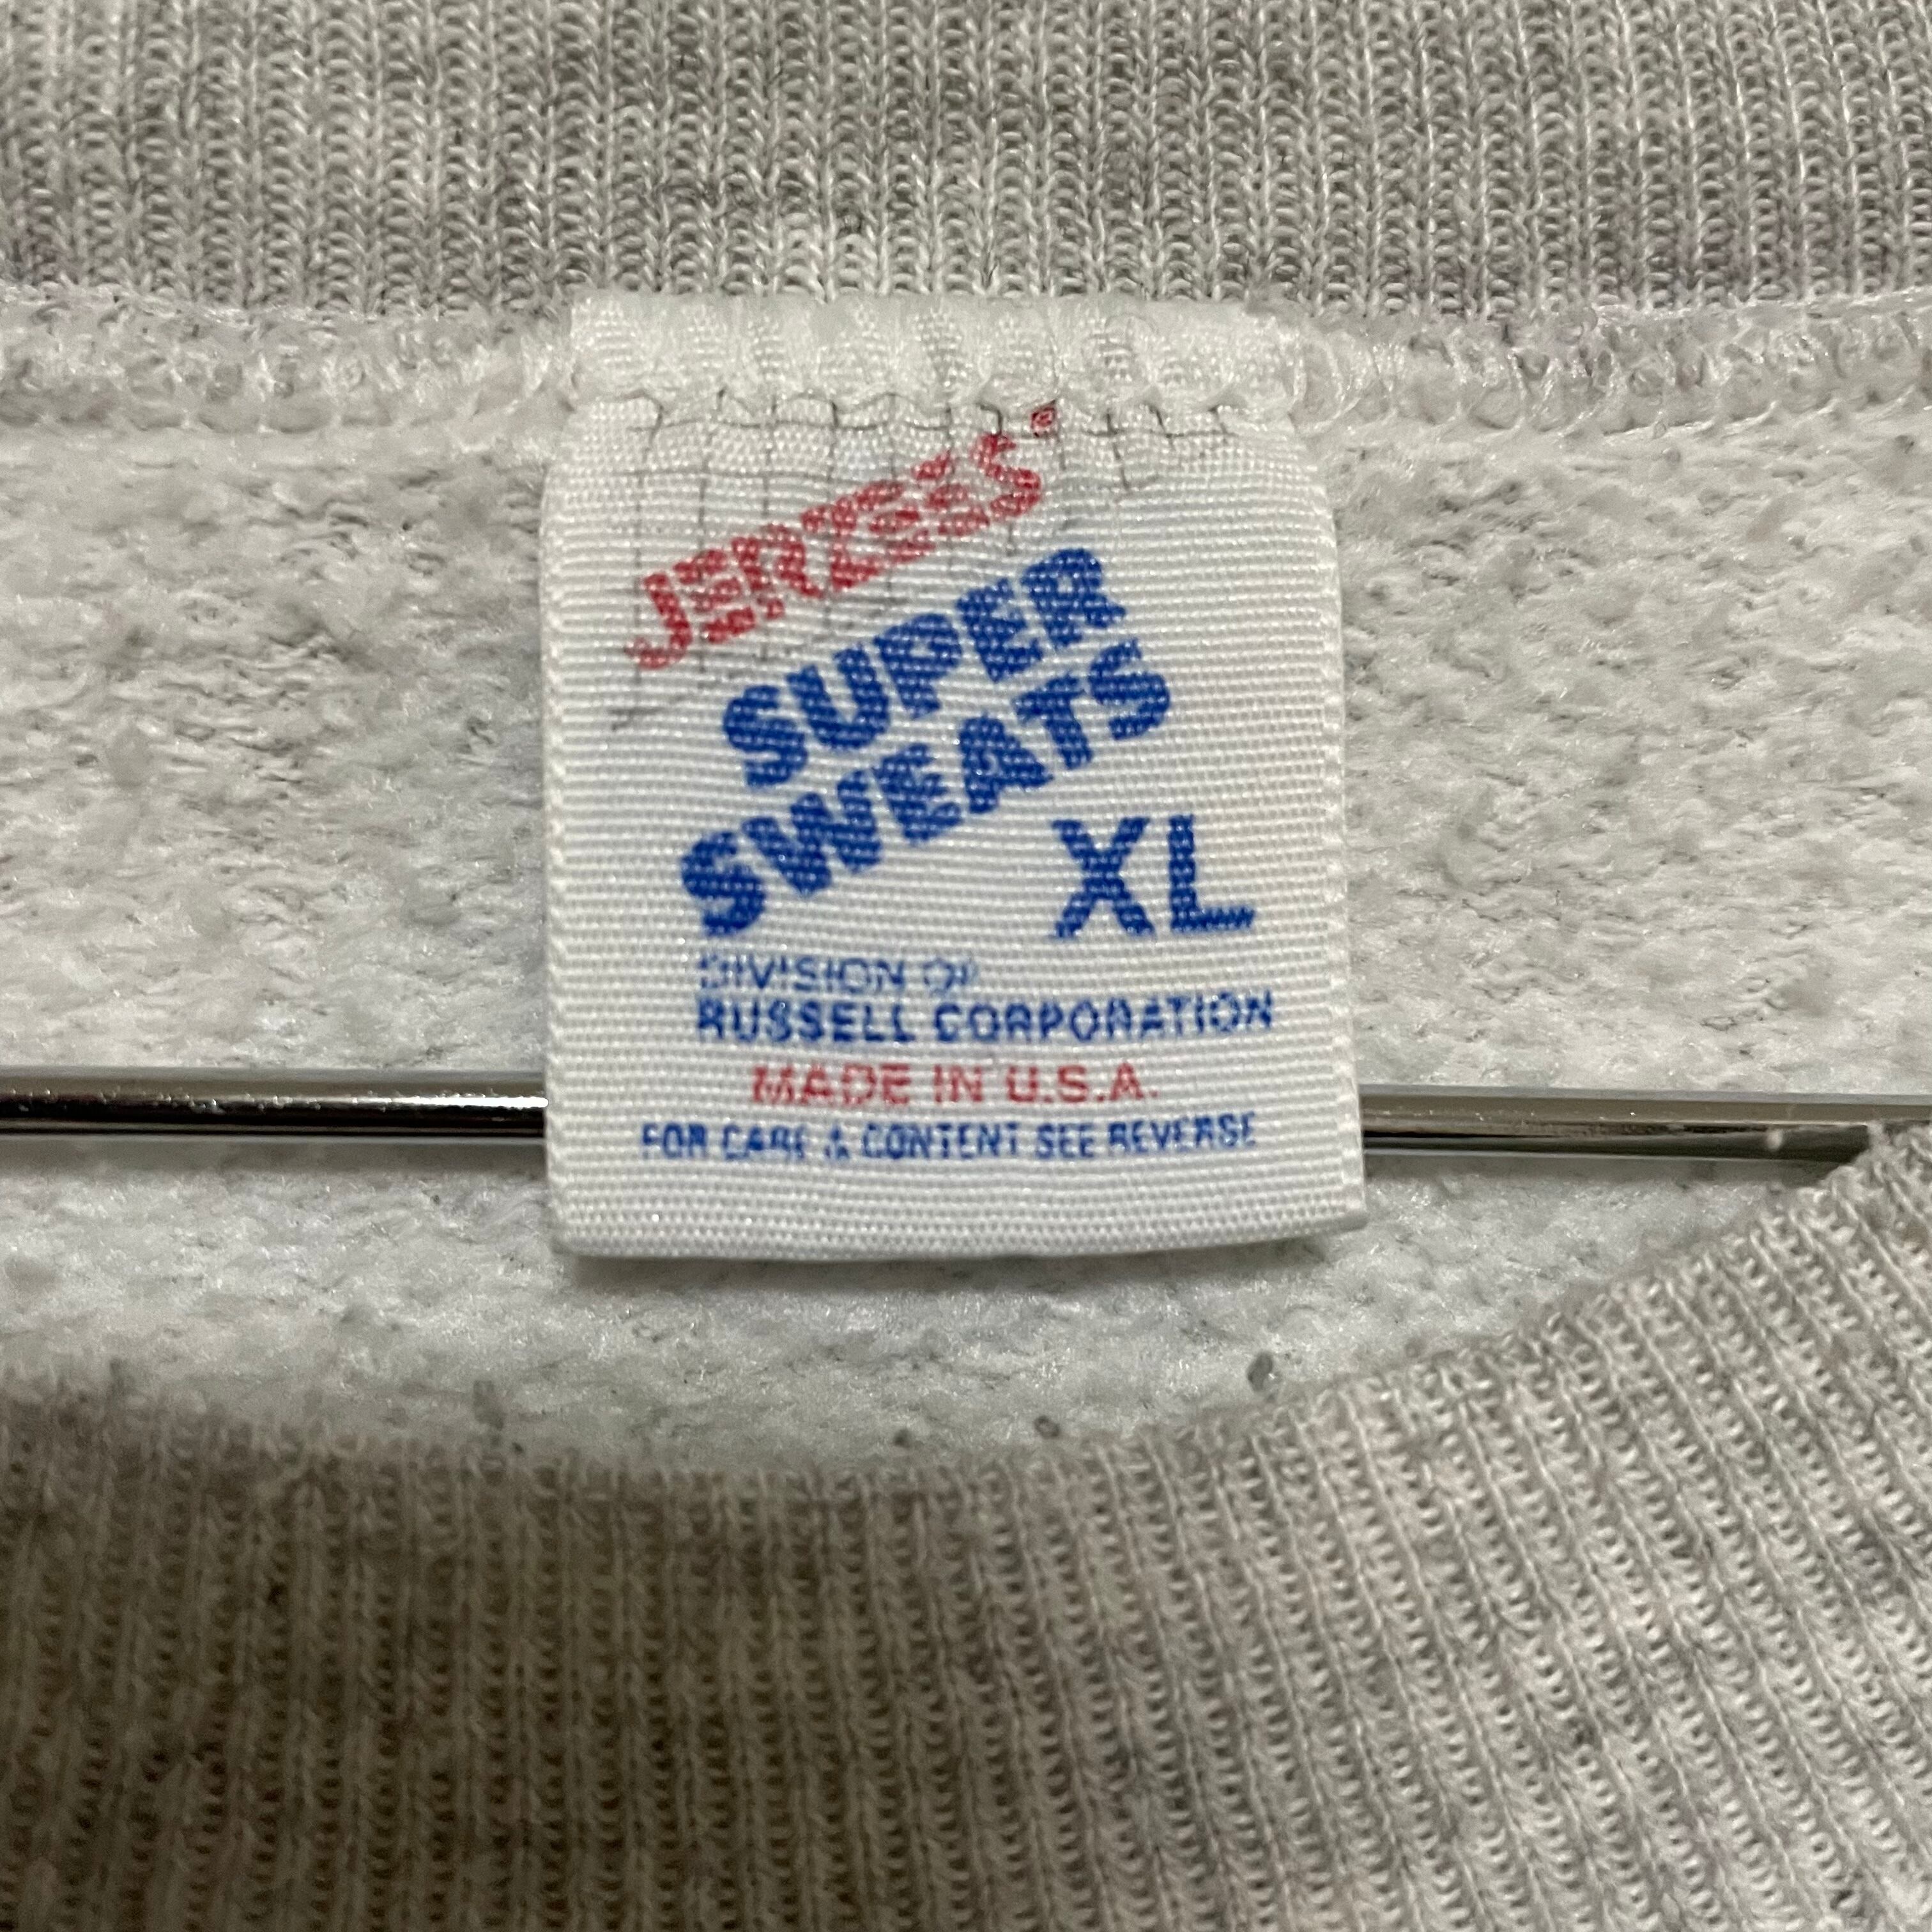 JERZEES®
SUPER
SWEATS
XL
DIVISION OF
RUSSELL CORPORATION
MADE IN U.S.A.
FOR CARE & CONTENT SEE REVERSE